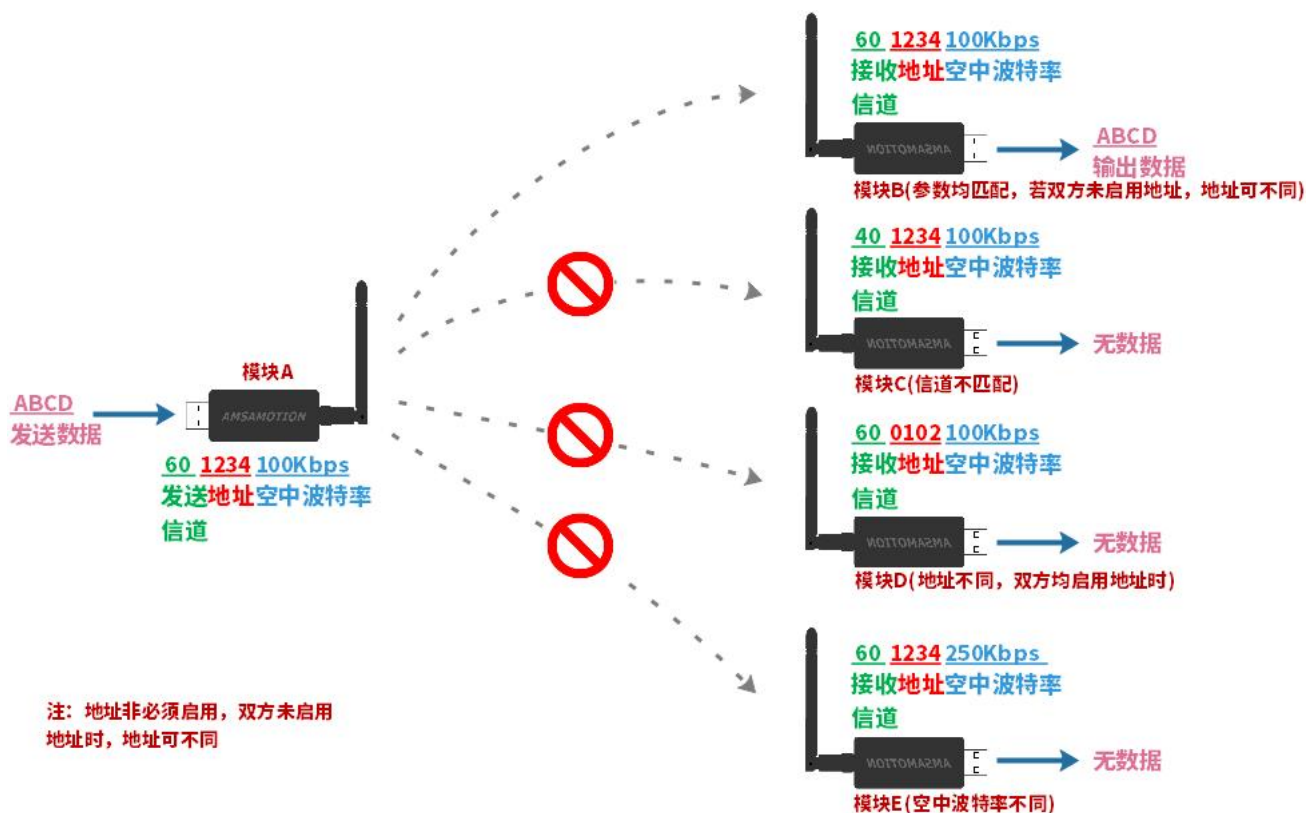 60 1234 100Kbps
接收地址空中波特率
信道
AMSAMOTION
ABCD
输出数据
模块B(参数均匹配，若双方未启用地址，地址可不同)
40 1234 100Kbps
接收地址空中波特率
信道
AMSAMOTION
无数据
模块C(信道不匹配)
模块A
ABCD
发送数据
AMSAMOTION
60 1234 100Kbps
发送地址空中波特率
信道
60 0102 100Kbps
接收地址空中波特率
信道
AMSAMOTION
无数据
模块D(地址不同，双方均启用地址时)
60 1234 250Kbps
接收地址空中波特率
信道
AMSAMOTION
无数据
模块E(空中波特率不同)
注：地址非必须启用，双方未启用
地址时，地址可不同